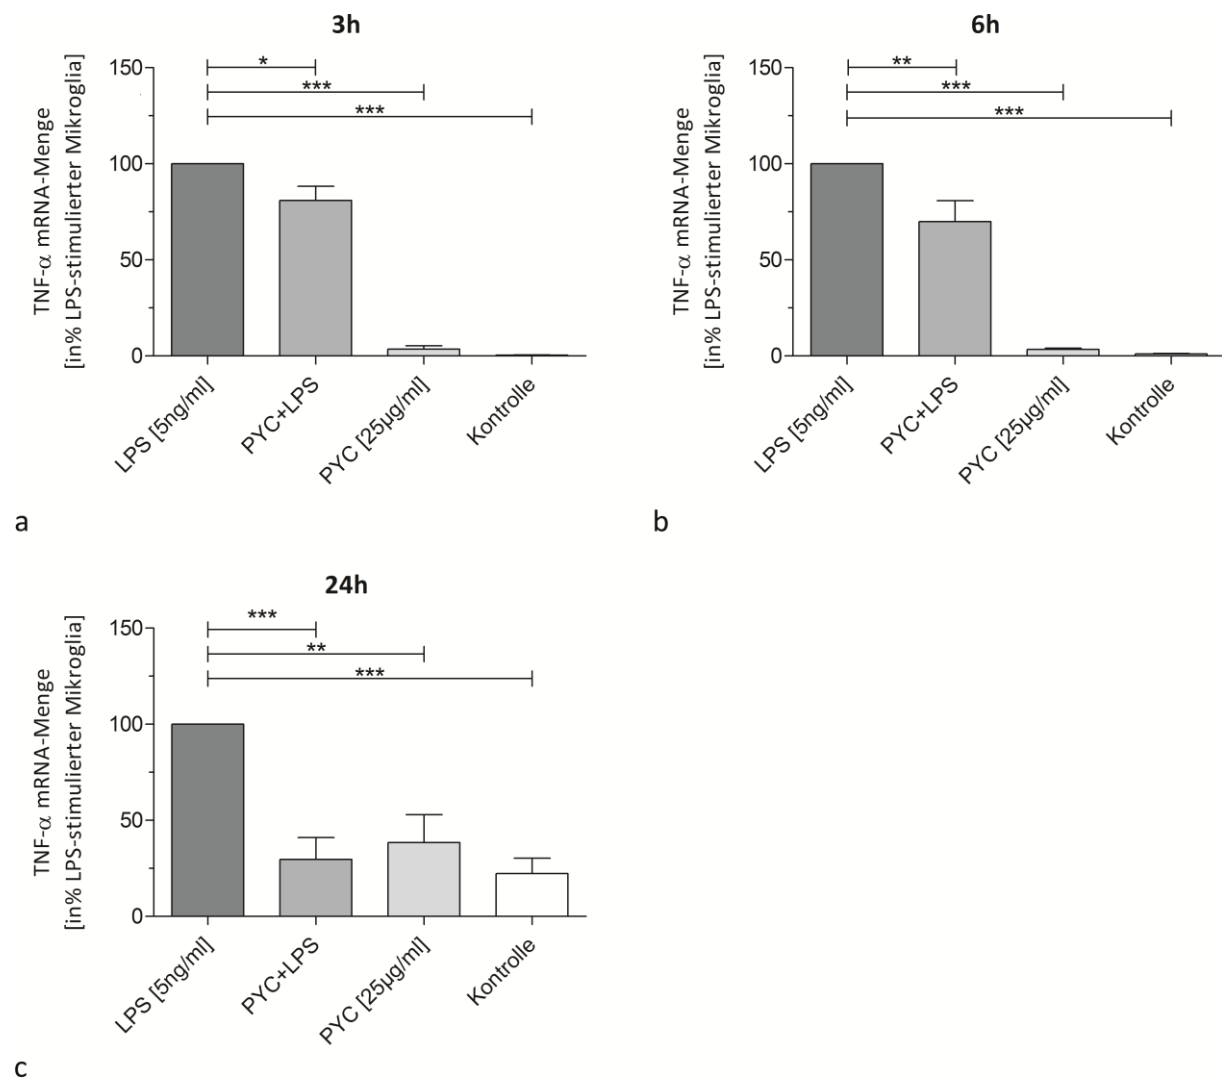 3h
TNF-α mRNA-Menge
[in% LPS-stimulierter Mikroglia]
150
100
50
0
*
***
***
LPS [5ng/ml]
PYC+LPS
PYC [25µg/ml]
Kontrolle
a
6h
TNF-α mRNA-Menge
[in% LPS-stimulierter Mikroglia]
150
100
50
0
**
***
***
LPS [5ng/ml]
PYC+LPS
PYC [25µg/ml]
Kontrolle
b
24h
TNF-α mRNA-Menge
[in% LPS-stimulierter Mikroglia]
150
100
50
0
***
**
***
LPS [5ng/ml]
PYC+LPS
PYC [25µg/ml]
Kontrolle
c